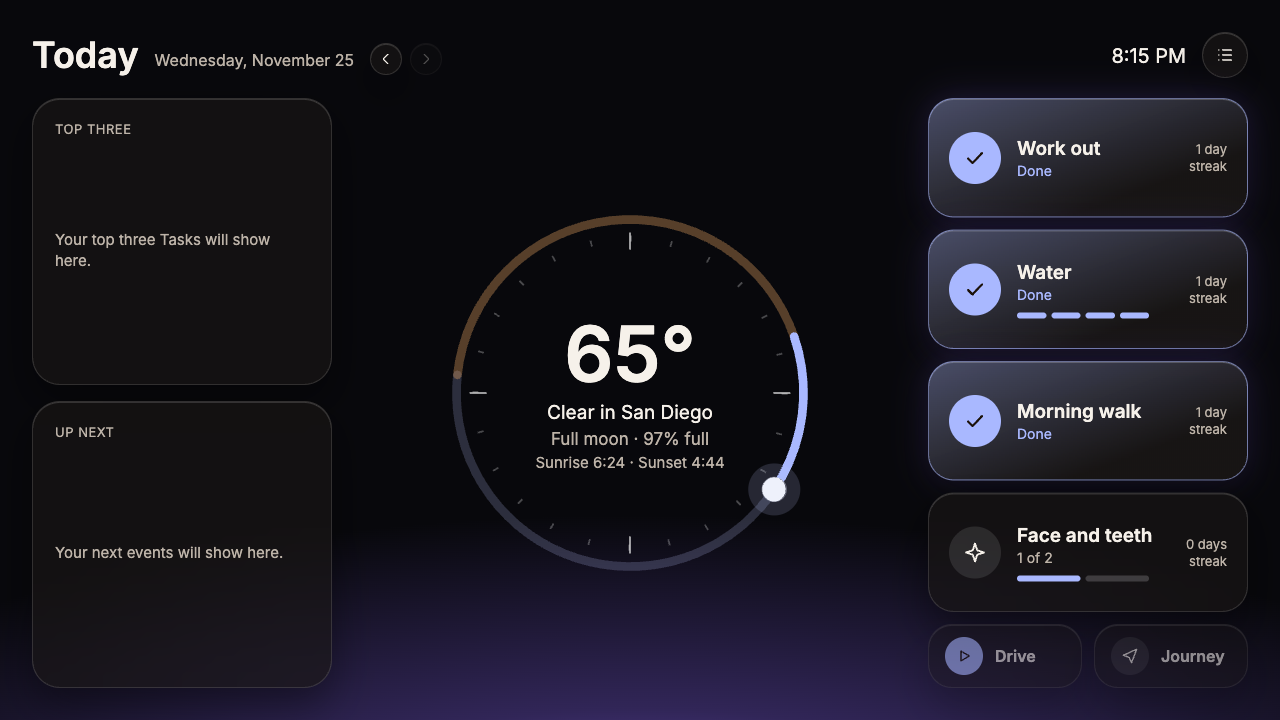 Today
Wednesday, November 25
8:15 PM
TOP THREE
Your top three Tasks will show
here.
UP NEXT
Your next events will show here.
65°
Clear in San Diego
Full moon · 97% full
Sunrise 6:24 · Sunset 4:44
Work out
Done
1 day
streak
Water
Done
1 day
streak
Morning walk
Done
1 day
streak
Face and teeth
1 of 2
0 days
streak
Drive
Journey